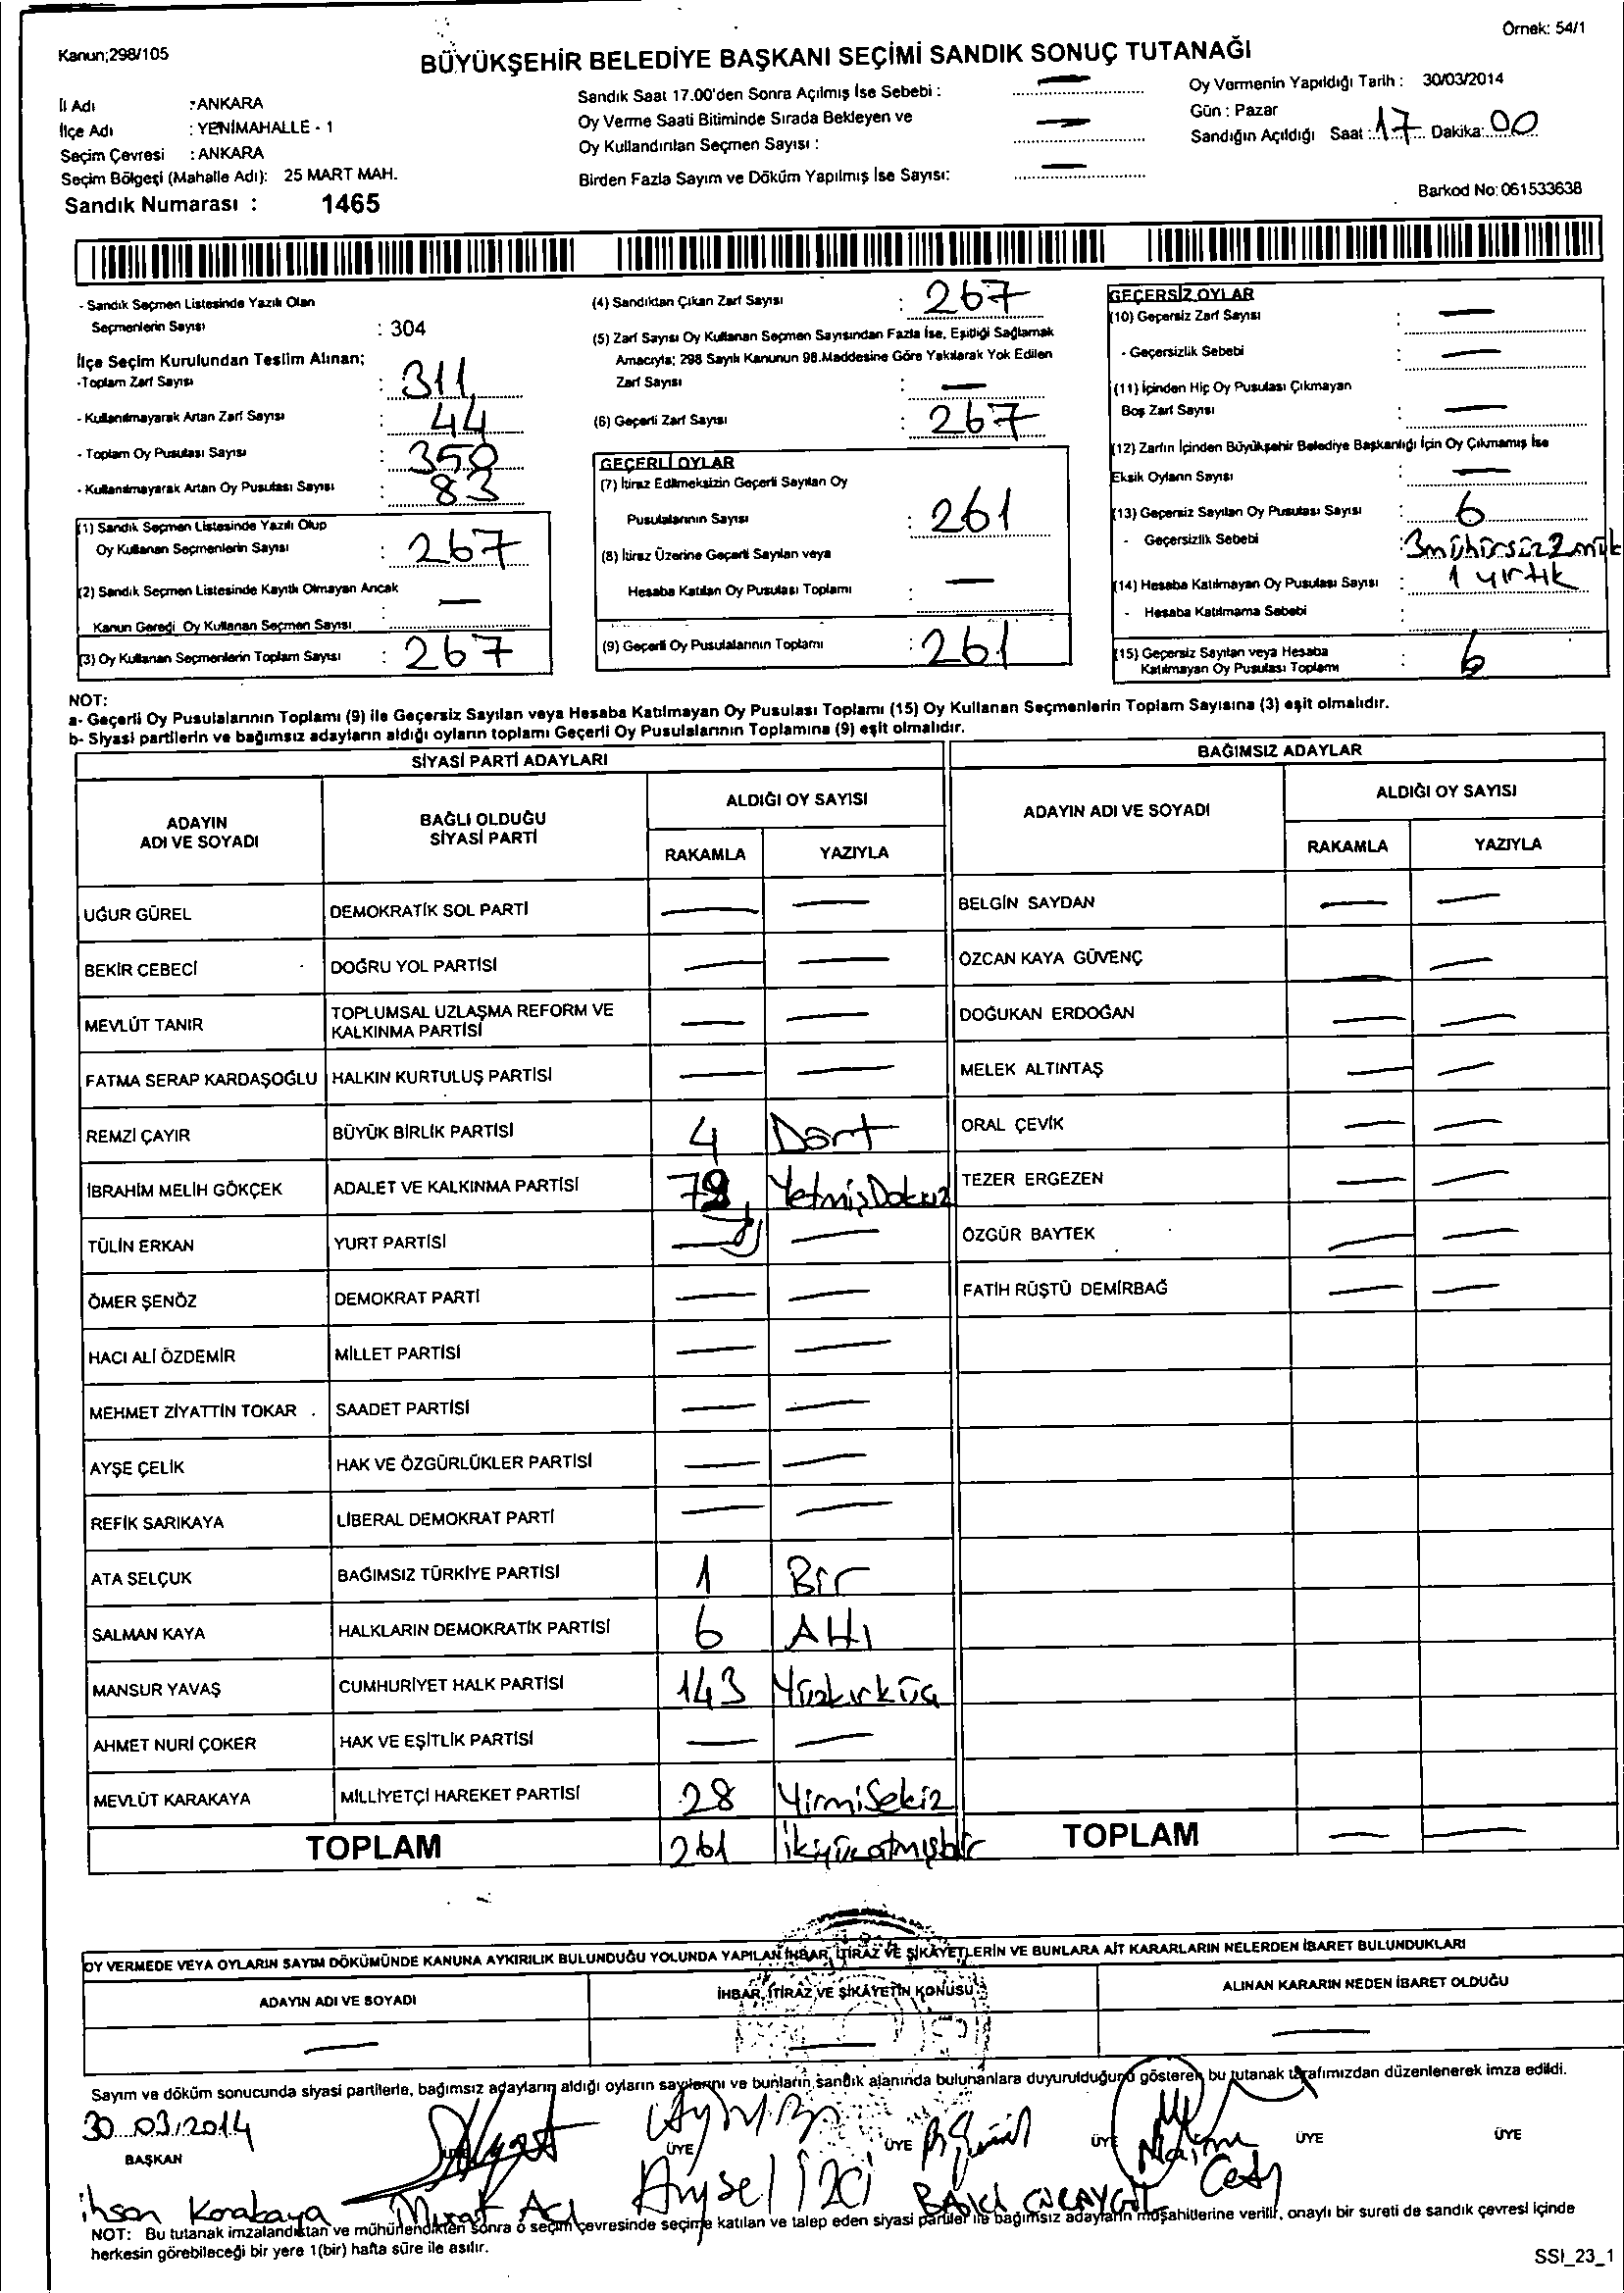 Örnek: 54/1
Kanun;298/105
BÜYÜKŞEHİR BELEDİYE BAŞKANI SEÇİMİ SANDIK SONUÇ TUTANAĞI
İl Adı : ANKARA
İlçe Adı : YENİMAHALLE - 1
Seçim Çevresi : ANKARA
Seçim Bölgesi (Mahalle Adı): 25 MART MAH.
Sandık Numarası : 1465
Sandık Saat 17.00'den Sonra Açılmış İse Sebebi : —
Oy Verme Saati Bitiminde Sırada Bekleyen ve
Oy Kullandırılan Seçmen Sayısı : —
Birden Fazla Sayım ve Döküm Yapılmış İse Sayısı: —
Oy Vermenin Yapıldığı Tarih : 30/03/2014
Gün : Pazar
Sandığın Açıldığı Saat : 17 Dakika: 00
Barkod No: 061533638
- Sandık Seçmen Listesinde Yazılı Olan
Seçmenlerin Sayısı : 304
İlçe Seçim Kurulundan Teslim Alınan;
-Toplam Zarf Sayısı : 311
- Kullanılmayarak Artan Zarf Sayısı : 44
- Toplam Oy Pusulası Sayısı : 350
- Kullanılmayarak Artan Oy Pusulası Sayısı : 83
(1) Sandık Seçmen Listesinde Yazılı Olup
Oy Kullanan Seçmenlerin Sayısı : 267
(2) Sandık Seçmen Listesinde Kayıtlı Olmayan Ancak
Kanun Gereği Oy Kullanan Seçmen Sayısı : —
(3) Oy Kullanan Seçmenlerin Toplam Sayısı : 267
(4) Sandıktan Çıkan Zarf Sayısı : 267
(5) Zarf Sayısı Oy Kullanan Seçmen Sayısından Fazla İse, Eşitliği Sağlamak
Amacıyla; 298 Sayılı Kanunun 98.Maddesine Göre Yakılarak Yok Edilen
Zarf Sayısı : —
(6) Geçerli Zarf Sayısı : 267
GEÇERLİ OYLAR
(7) İtiraz Edilmeksizin Geçerli Sayılan Oy
Pusulalarının Sayısı : 261
(8) İtiraz Üzerine Geçerli Sayılan veya
Hesaba Katılan Oy Pusulası Toplamı : —
(9) Geçerli Oy Pusulalarının Toplamı : 261
GEÇERSİZ OYLAR
(10) Geçersiz Zarf Sayısı : —
- Geçersizlik Sebebi : —
(11) İçinden Hiç Oy Pusulası Çıkmayan
Boş Zarf Sayısı : —
(12) Zarfın İçinden Büyükşehir Belediye Başkanlığı İçin Oy Çıkmamış İse
Eksik Oyların Sayısı : —
(13) Geçersiz Sayılan Oy Pusulası Sayısı : 6
- Geçersizlik Sebebi : 3mühürsüz 2 mük
1 yırtık
(14) Hesaba Katılmayan Oy Pusulası Sayısı :
- Hesaba Katılmama Sebebi :
(15) Geçersiz Sayılan veya Hesaba
Katılmayan Oy Pusulası Toplamı : 6
NOT:
a- Geçerli Oy Pusulalarının Toplamı (9) ile Geçersiz Sayılan veya Hesaba Katılmayan Oy Pusulası Toplamı (15) Oy Kullanan Seçmenlerin Toplam Sayısına (3) eşit olmalıdır.
b- Siyasi partilerin ve bağımsız adayların aldığı oyların toplamı Geçerli Oy Pusulalarının Toplamına (9) eşit olmalıdır.
SİYASİ PARTİ ADAYLARI
ADAYIN ADI VE SOYADI
BAĞLI OLDUĞU SİYASİ PARTİ
ALDIĞI OY SAYISI
RAKAMLA YAZIYLA
UĞUR GÜREL DEMOKRATİK SOL PARTİ — —
BEKİR CEBECİ DOĞRU YOL PARTİSİ — —
MEVLÜT TANIR TOPLUMSAL UZLAŞMA REFORM VE KALKINMA PARTİSİ — —
FATMA SERAP KARDAŞOĞLU HALKIN KURTULUŞ PARTİSİ — —
REMZİ ÇAYIR BÜYÜK BİRLİK PARTİSİ 4 Dört
İBRAHİM MELİH GÖKÇEK ADALET VE KALKINMA PARTİSİ 79 YetmişDokuz
TÜLİN ERKAN YURT PARTİSİ — —
ÖMER ŞENÖZ DEMOKRAT PARTİ — —
HACI ALİ ÖZDEMİR MİLLET PARTİSİ — —
MEHMET ZİYATTİN TOKAR SAADET PARTİSİ — —
AYŞE ÇELİK HAK VE ÖZGÜRLÜKLER PARTİSİ — —
REFİK SARIKAYA LİBERAL DEMOKRAT PARTİ — —
ATA SELÇUK BAĞIMSIZ TÜRKİYE PARTİSİ 1 Bir
SALMAN KAYA HALKLARIN DEMOKRATİK PARTİSİ 6 Altı
MANSUR YAVAŞ CUMHURİYET HALK PARTİSİ 143 Yüzkırküç
AHMET NURİ ÇOKER HAK VE EŞİTLİK PARTİSİ — —
MEVLÜT KARAKAYA MİLLİYETÇİ HAREKET PARTİSİ 28 YirmiSekiz
TOPLAM 261 İkiyüzatmışbir
BAĞIMSIZ ADAYLAR
ADAYIN ADI VE SOYADI
ALDIĞI OY SAYISI
RAKAMLA YAZIYLA
BELGİN SAYDAN — —
ÖZCAN KAYA GÜVENÇ — —
DOĞUKAN ERDOĞAN — —
MELEK ALTINTAŞ — —
ORAL ÇEVİK — —
TEZER ERGEZEN — —
ÖZGÜR BAYTEK — —
FATİH RÜŞTÜ DEMİRBAĞ — —
TOPLAM — —
OY VERMEDE VEYA OYLARIN SAYIM DÖKÜMÜNDE KANUNA AYKIRILIK BULUNDUĞU YOLUNDA YAPILAN İHBAR, İTİRAZ VE ŞİKAYETLERİN VE BUNLARA AİT KARARLARIN NELERDEN İBARET BULUNDUKLARI
ADAYIN ADI VE SOYADI İHBAR, İTİRAZ VE ŞİKAYETİN KONUSU ALINAN KARARIN NEDEN İBARET OLDUĞU
— — —
Sayım ve döküm sonucunda siyasi partilerle, bağımsız adayların aldığı oyların sayılarını ve bunların sandık alanında bulunanlara duyurulduğunu gösteren bu tutanak tarafımızdan düzenlenerek imza edildi.
30.03.2014
BAŞKAN ÜYE ÜYE ÜYE ÜYE ÜYE
ihsan Korabaya Murat Acı Aysel İZCİ Naime
NOT: Bu tutanak imzalandıktan ve mühürlendikten sonra o seçim çevresinde seçime katılan ve talep eden siyasi partiler ile bağımsız adayların müşahitlerine verilir, onaylı bir sureti de sandık çevresi içinde
herkesin görebileceği bir yere 1(bir) hafta süre ile asılır.
SSI_23_1